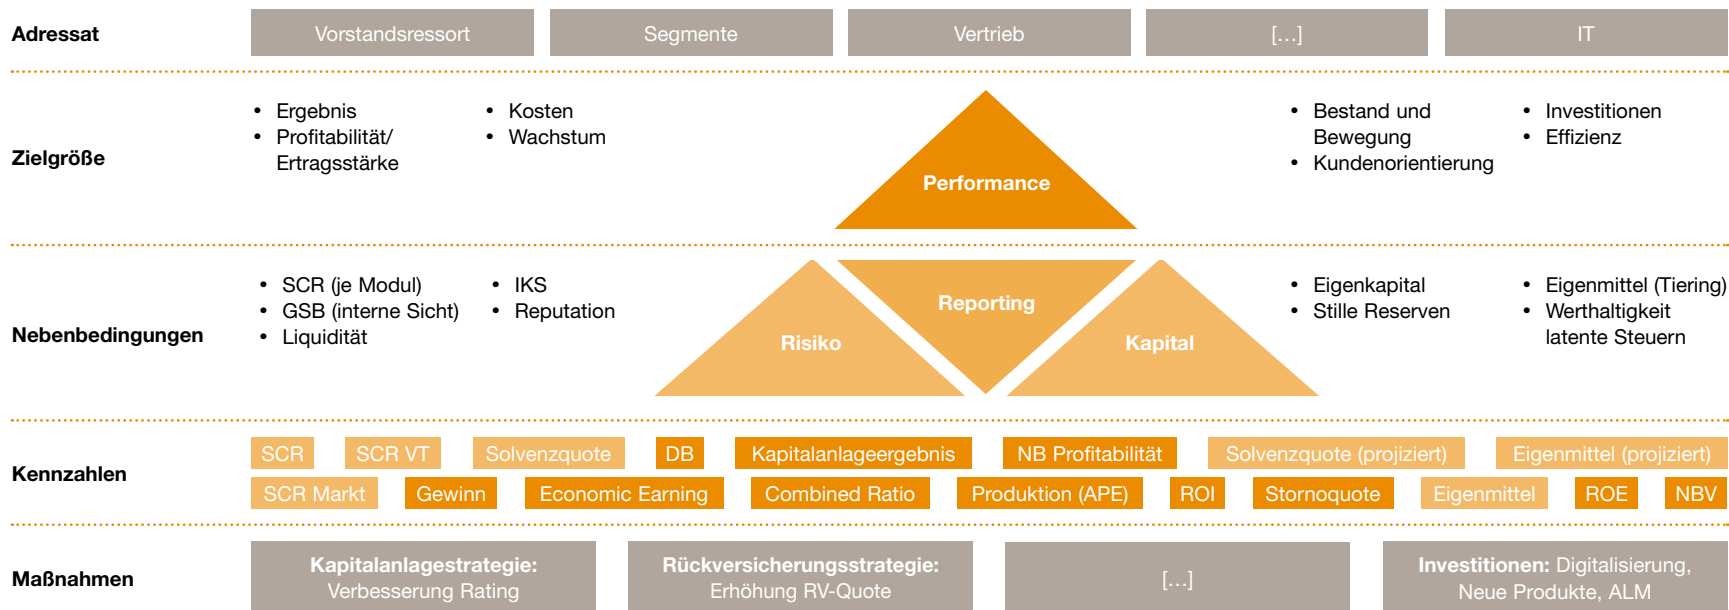 Adressat
Vorstandsressort
Segmente
Vertrieb
[…]
IT
Zielgröße
• Ergebnis
• Profitabilität/
Ertragsstärke
• Kosten
• Wachstum
Performance
• Bestand und
Bewegung
• Kundenorientierung
• Investitionen
• Effizienz
Nebenbedingungen
• SCR (je Modul)
• GSB (interne Sicht)
• Liquidität
• IKS
• Reputation
Risiko
Reporting
Kapital
• Eigenkapital
• Stille Reserven
• Eigenmittel (Tiering)
• Werthaltigkeit
latente Steuern
Kennzahlen
SCR
SCR VT
Solvenzquote
DB
Kapitalanlageergebnis
NB Profitabilität
Solvenzquote (projiziert)
Eigenmittel (projiziert)
SCR Markt
Gewinn
Economic Earning
Combined Ratio
Produktion (APE)
ROI
Stornoquote
Eigenmittel
ROE
NBV
Maßnahmen
Kapitalanlagestrategie:
Verbesserung Rating
Rückversicherungsstrategie:
Erhöhung RV-Quote
[…]
Investitionen: Digitalisierung,
Neue Produkte, ALM